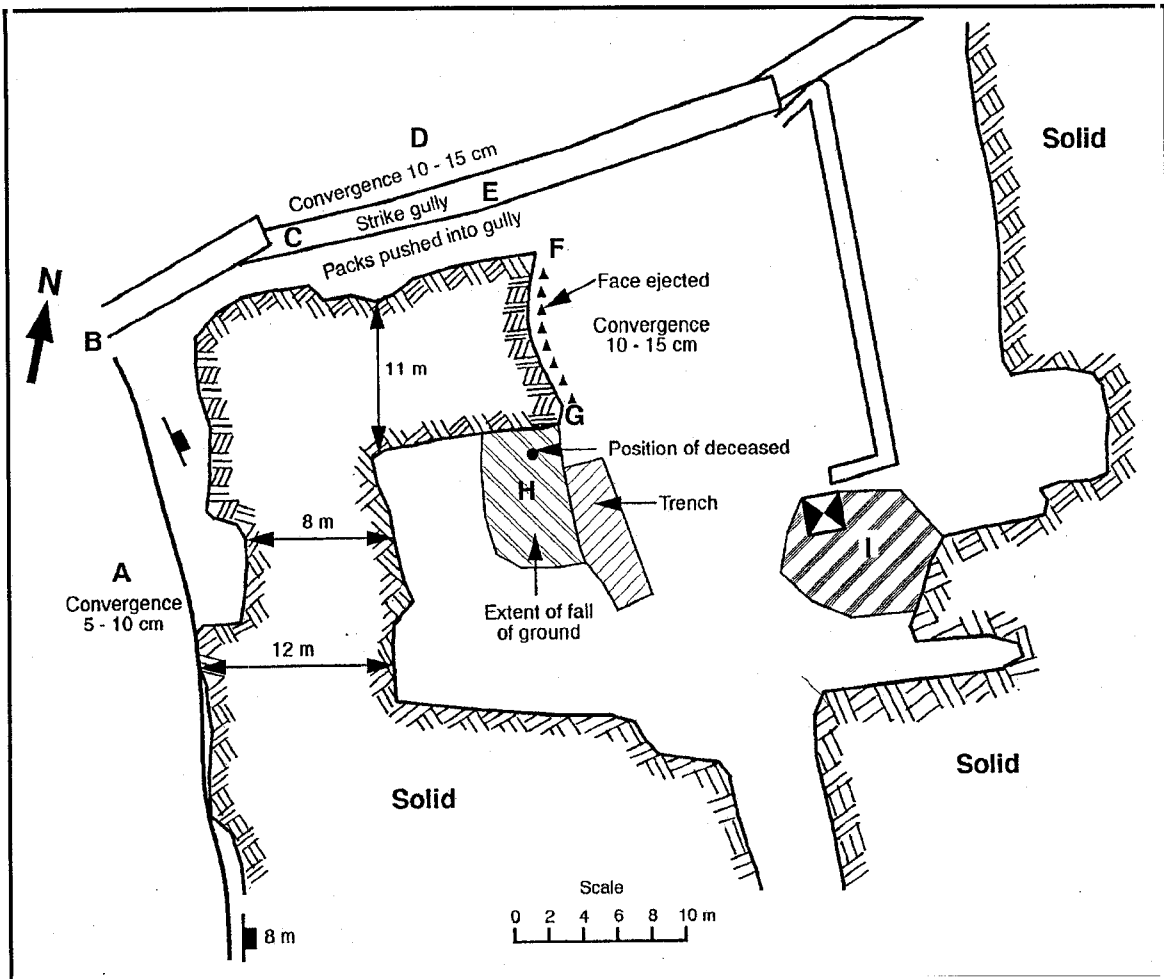 Solid
D
Convergence 10 - 15 cm
E
Strike gully
C
Packs pushed into gully
F
N
Face ejected
Convergence
10 - 15 cm
B
11 m
G
Position of deceased
H
Trench
8 m
I
A
Convergence
5 - 10 cm
Extent of fall
of ground
12 m
Solid
Solid
Scale
0 2 4 6 8 10 m
8 m